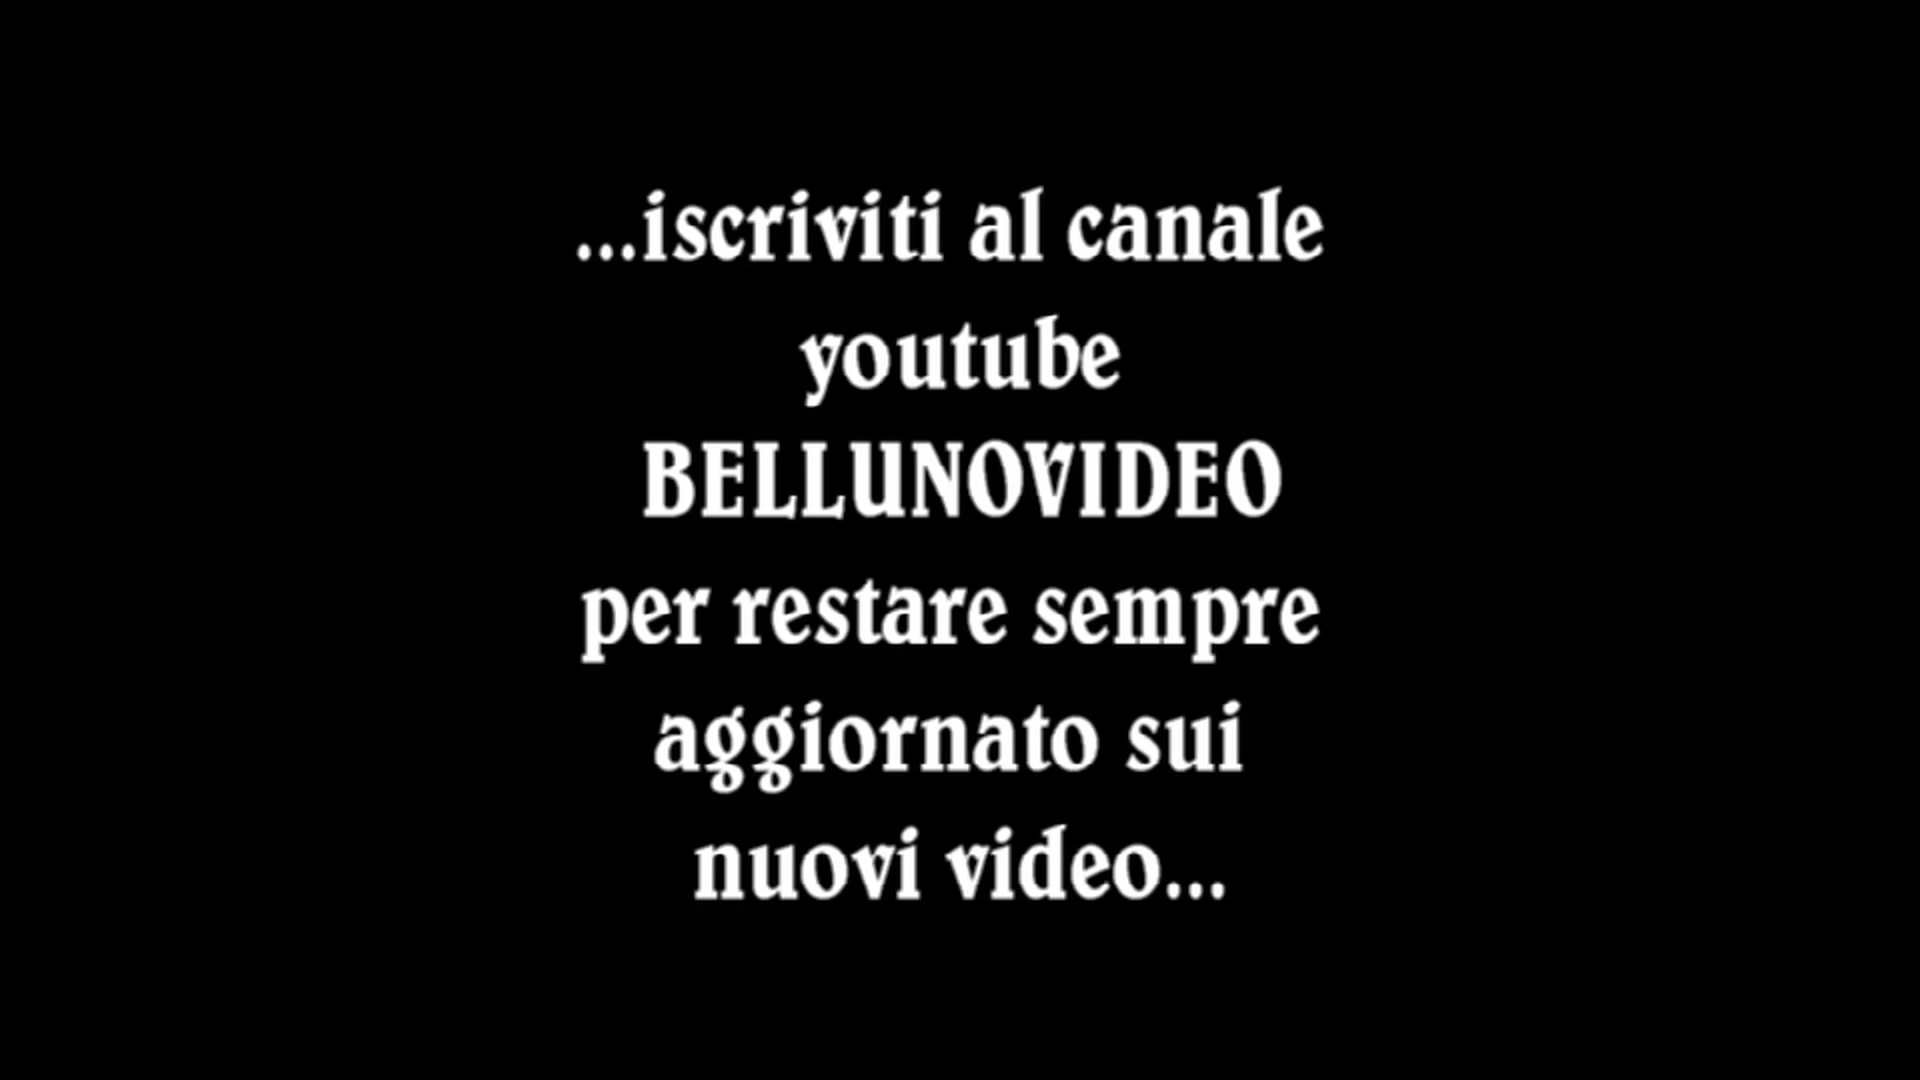 ...iscriviti al canale
youtube
BELLUNOVIDEO
per restare sempre
aggiornato sui
nuovi video...